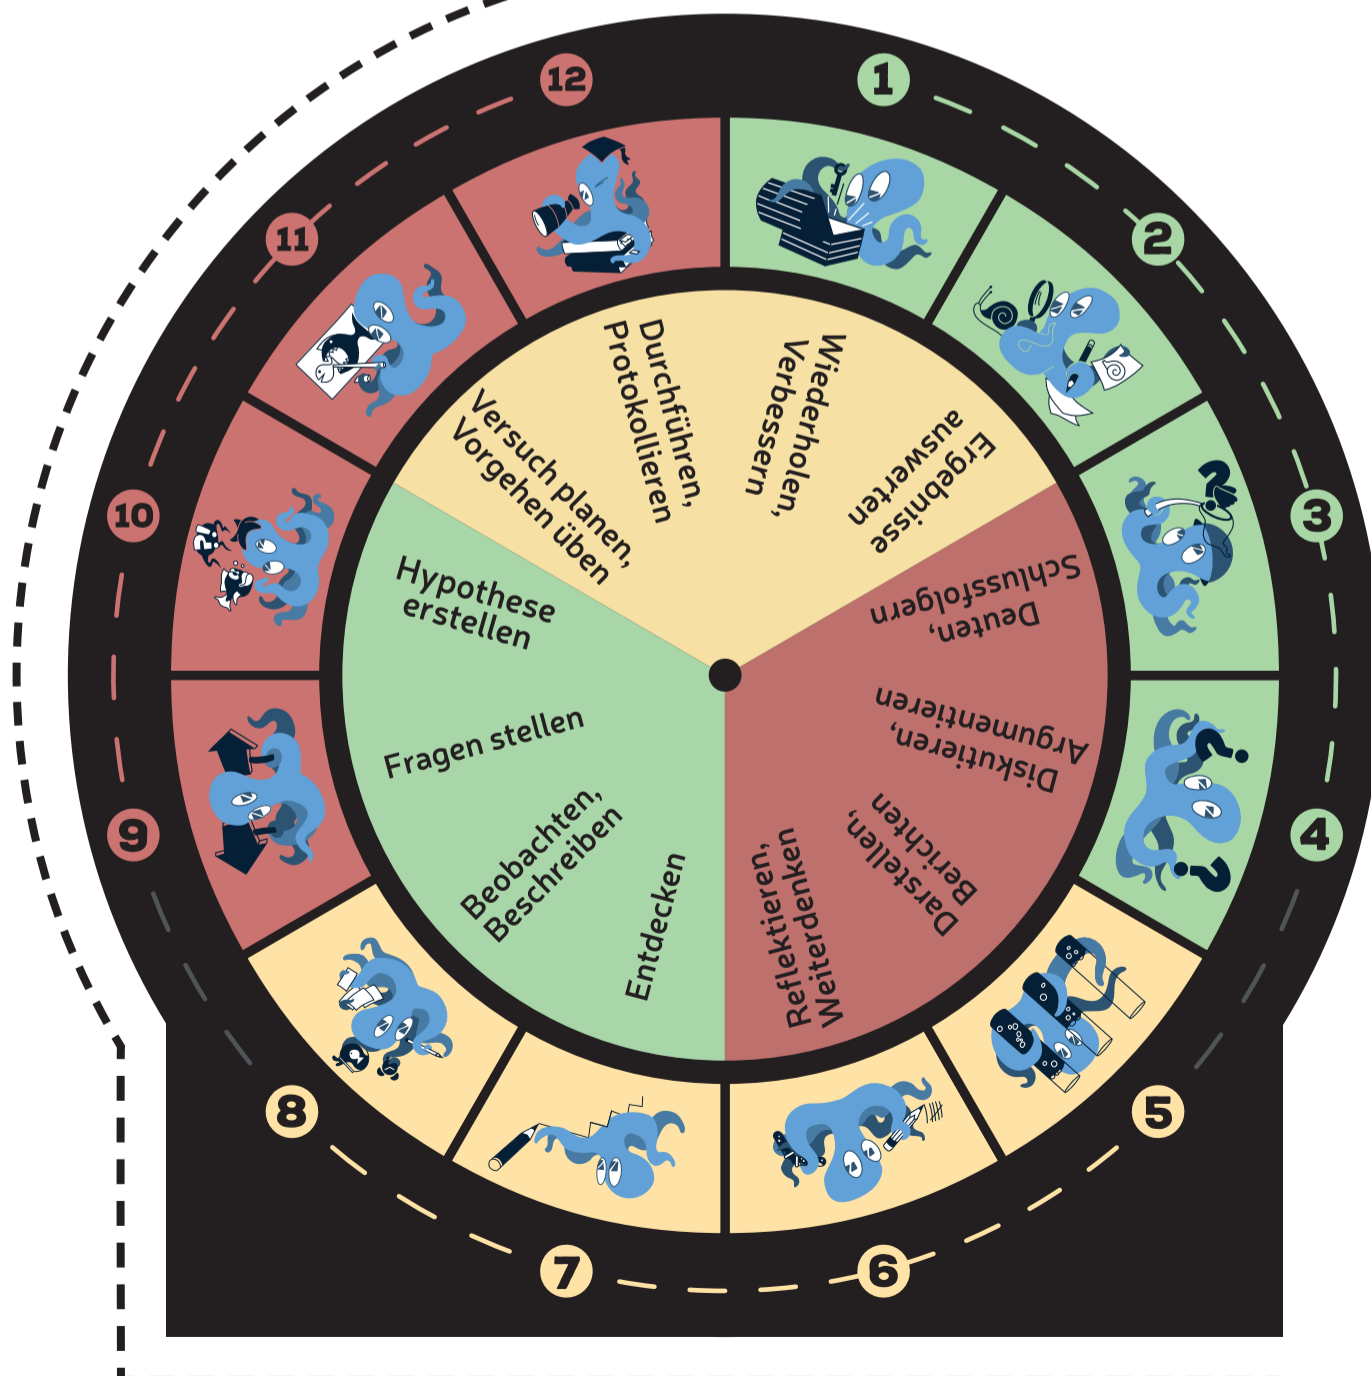 1
2
3
4
5
6
7
8
9
10
11
12
Entdecken
Beobachten,
Beschreiben
Fragen stellen
Hypothese
erstellen
Versuch planen,
Vorgehen üben
Durchführen,
Protokollieren
Wiederholen,
Verbessern
Ergebnisse
auswerten
Deuten,
Schlussfolgern
Diskutieren,
Argumentieren
Darstellen,
Berichten
Reflektieren,
Weiterdenken
?
?
?
?!